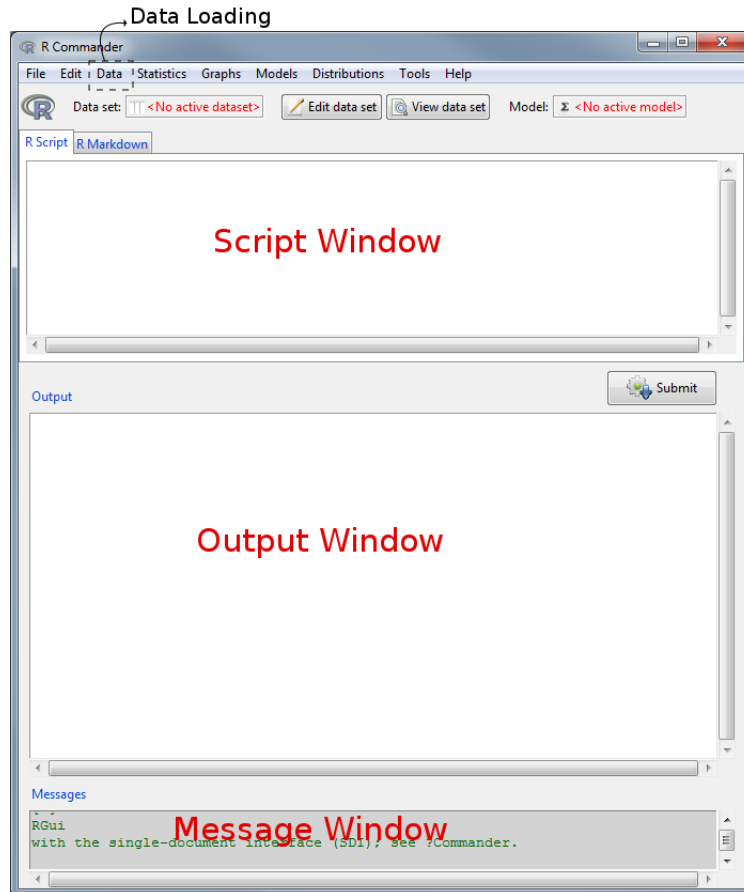 Data Loading
R Commander
File Edit Data Statistics Graphs Models Distributions Tools Help
R Data set: <No active dataset> Edit data set View data set Model: Σ <No active model>
R Script R Markdown
Script Window
Submit
Output
Output Window
Messages
RGui
Message Window
with the single-document interface (SDI); see ?Commander.